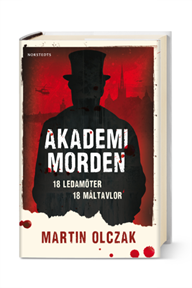 NORSTEDTS
AKADEMI
MORDEN
18 LEDAMÖTER
18 MÅLTAVLOR
MARTIN OLCZAK